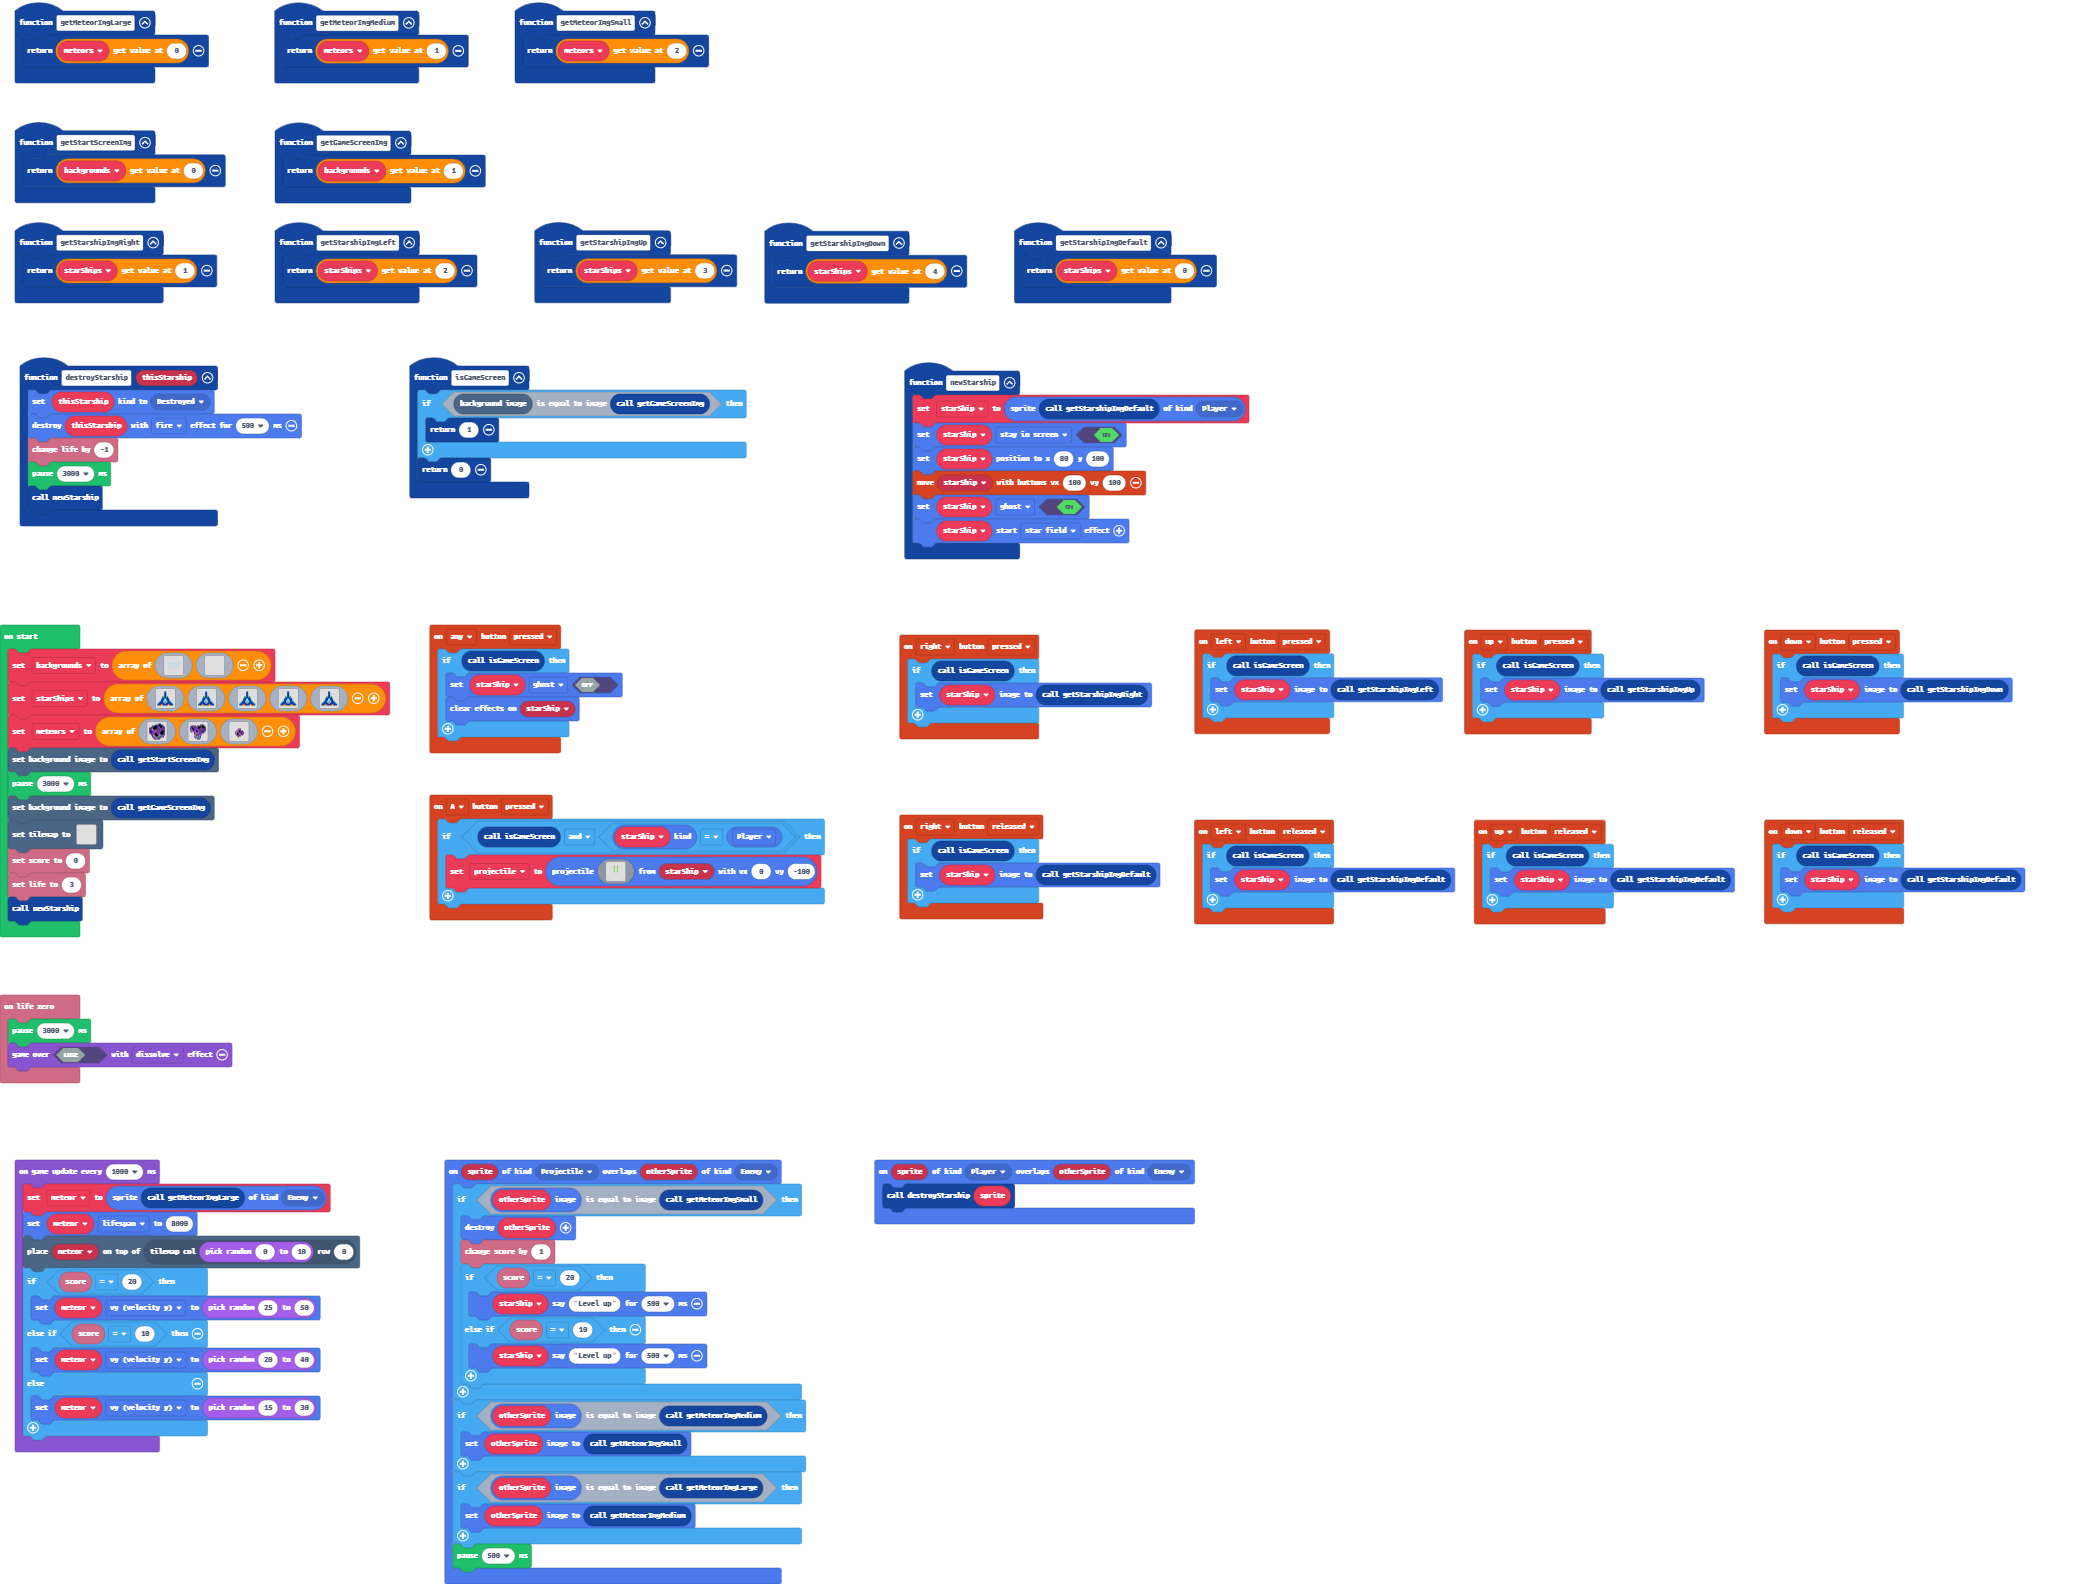 function getMeteorImgLarge
return meteors get value at 0
function getMeteorImgMedium
return meteors get value at 1
function getMeteorImgSmall
return meteors get value at 2
function getStartScreenImg
return backgrounds get value at 0
function getGameScreenImg
return backgrounds get value at 1
function getStarshipImgRight
return starShips get value at 1
function getStarshipImgLeft
return starShips get value at 2
function getStarshipImgUp
return starShips get value at 3
function getStarshipImgDown
return starShips get value at 4
function getStarshipImgDefault
return starShips get value at 0
function destroyStarship thisStarship
set thisStarship kind to Destroyed
destroy thisStarship with fire effect for 500 ms
change life by -1
pause 3000 ms
call newStarship
function isGameScreen
if background image is equal to image call getGameScreenImg then
return 1
return 0
function newStarship
set starShip to sprite call getStarshipImgDefault of kind Player
set starShip stay in screen ON
set starShip position to x 80 y 100
move starShip with buttons vx 100 vy 100
set starShip ghost ON
starShip start star field effect
on start
set backgrounds to array of
set starShips to array of
set meteors to array of
set background image to call getStartScreenImg
pause 3000 ms
set background image to call getGameScreenImg
set tilemap to
set score to 0
set life to 3
call newStarship
on any button pressed
if call isGameScreen then
set starShip ghost OFF
clear effects on starShip
on right button pressed
if call isGameScreen then
set starShip image to call getStarshipImgRight
on left button pressed
if call isGameScreen then
set starShip image to call getStarshipImgLeft
on up button pressed
if call isGameScreen then
set starShip image to call getStarshipImgUp
on down button pressed
if call isGameScreen then
set starShip image to call getStarshipImgDown
on A button pressed
if call isGameScreen and starShip kind = Player then
set projectile to projectile from starShip with vx 0 vy -100
on right button released
if call isGameScreen then
set starShip image to call getStarshipImgDefault
on left button released
if call isGameScreen then
set starShip image to call getStarshipImgDefault
on up button released
if call isGameScreen then
set starShip image to call getStarshipImgDefault
on down button released
if call isGameScreen then
set starShip image to call getStarshipImgDefault
on life zero
pause 3000 ms
game over LOSE with dissolve effect
on game update every 1000 ms
set meteor to sprite call getMeteorImgLarge of kind Enemy
set meteor lifespan to 8000
place meteor on top of tilemap col pick random 0 to 10 row 0
if score = 20 then
set meteor vy (velocity y) to pick random 25 to 50
else if score = 10 then
set meteor vy (velocity y) to pick random 20 to 40
else
set meteor vy (velocity y) to pick random 15 to 30
on sprite of kind Projectile overlaps otherSprite of kind Enemy
if otherSprite image is equal to image call getMeteorImgSmall then
destroy otherSprite
change score by 1
if score = 20 then
starShip say "Level up" for 500 ms
else if score = 10 then
starShip say "Level up" for 500 ms
if otherSprite image is equal to image call getMeteorImgMedium then
set otherSprite image to call getMeteorImgSmall
if otherSprite image is equal to image call getMeteorImgLarge then
set otherSprite image to call getMeteorImgMedium
pause 500 ms
on sprite of kind Player overlaps otherSprite of kind Enemy
call destroyStarship sprite